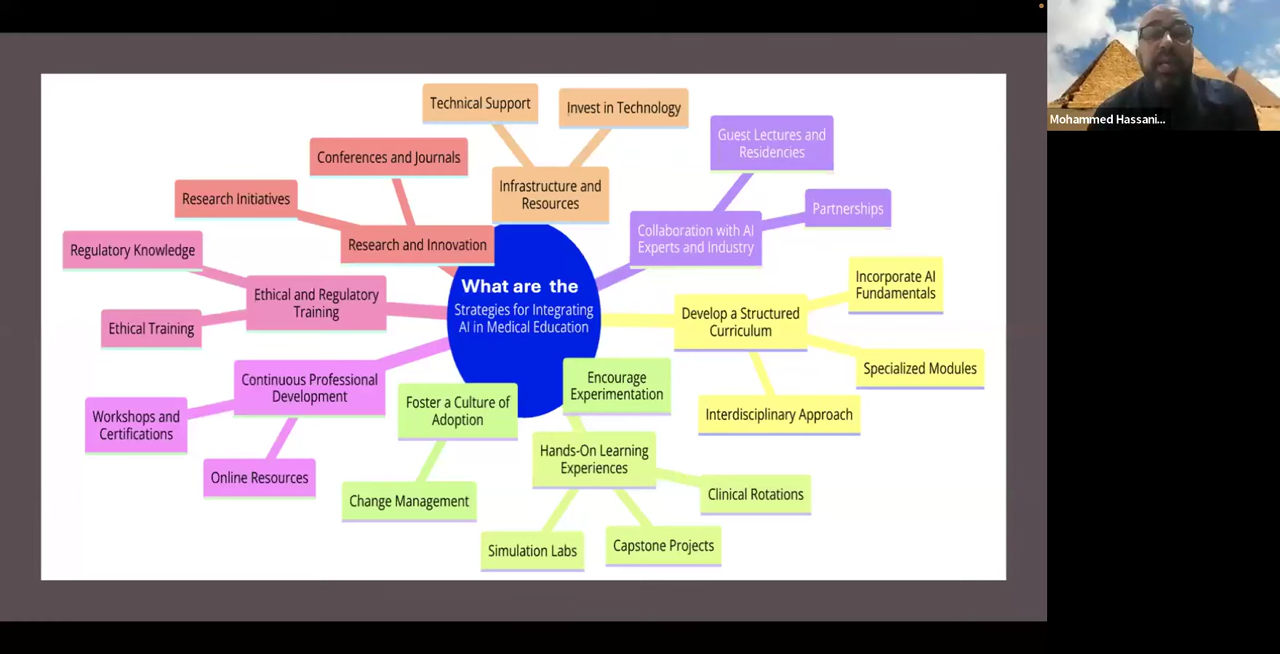 Technical Support
Invest in Technology
Guest Lectures and
Residencies
Conferences and Journals
Research Initiatives
Infrastructure and
Resources
Partnerships
Collaboration with AI
Experts and Industry
Research and Innovation
Regulatory Knowledge
What are the
Strategies for Integrating
AI in Medical Education
Ethical and Regulatory
Training
Ethical Training
Develop a Structured
Curriculum
Incorporate AI
Fundamentals
Specialized Modules
Interdisciplinary Approach
Continuous Professional
Development
Workshops and
Certifications
Online Resources
Foster a Culture of
Adoption
Change Management
Encourage
Experimentation
Hands-On Learning
Experiences
Clinical Rotations
Simulation Labs
Capstone Projects
Mohammed Hassani...